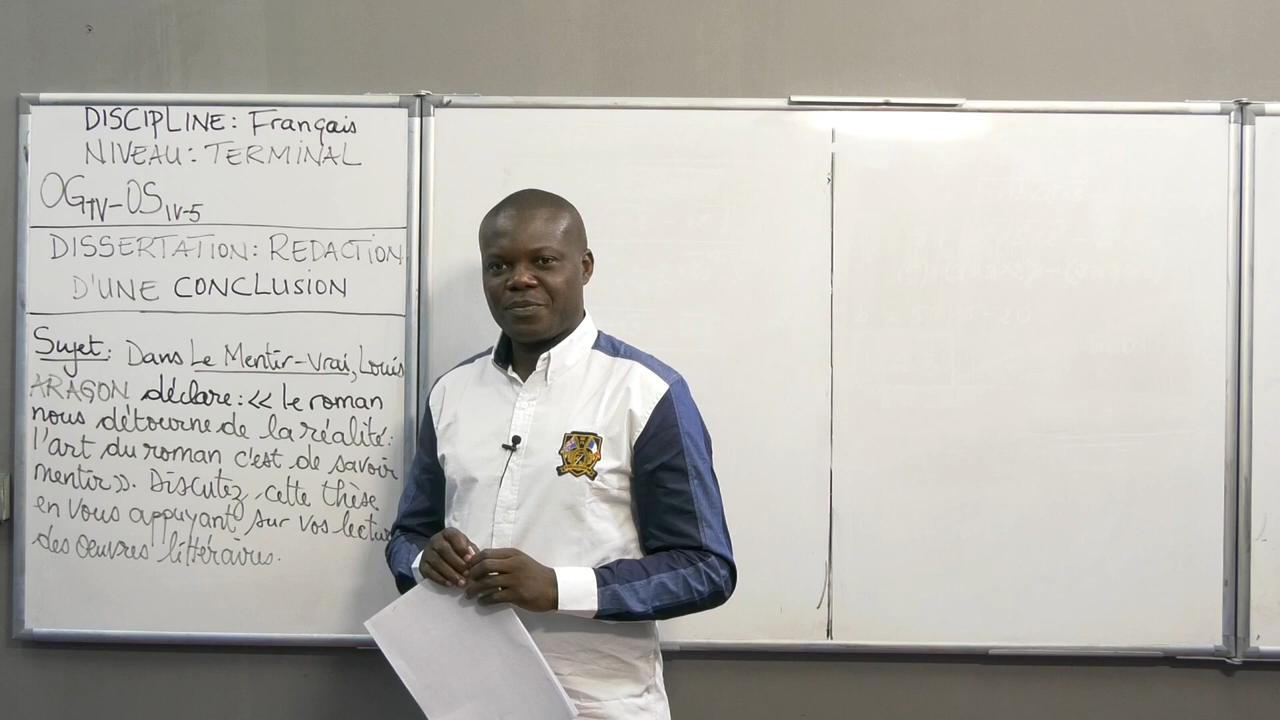 DISCIPLINE: Français
NIVEAU: TERMINAL
OG IV-OS IV-5
DISSERTATION: REDACTION
D'UNE CONCLUSION
Sujet: Dans Le Mentir-vrai, Louis
ARAGON déclare: << le roman
nous détourne de la réalité:
l'art du roman c'est de savoir
mentir >>. Discutez cette thèse
en vous appuyant sur vos lectur
des oeuvres littéraires.